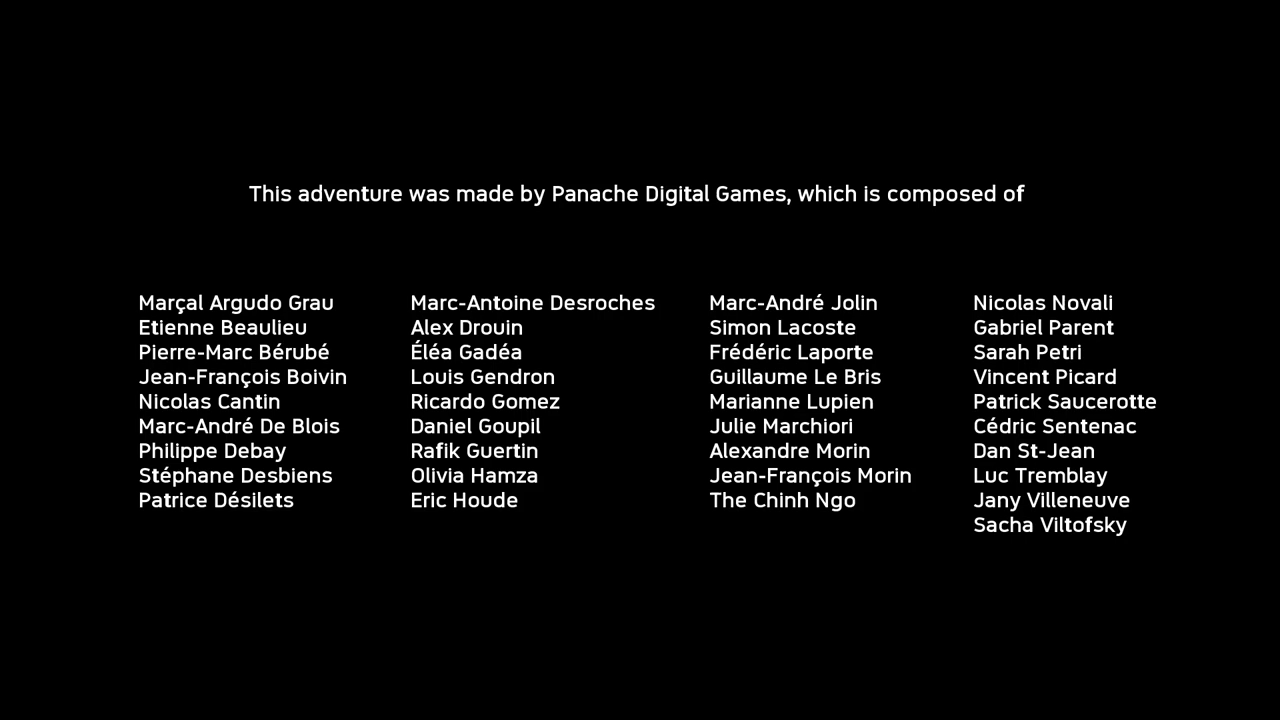 This adventure was made by Panache Digital Games, which is composed of
Marçal Argudo Grau
Etienne Beaulieu
Pierre-Marc Bérubé
Jean-François Boivin
Nicolas Cantin
Marc-André De Blois
Philippe Debay
Stéphane Desbiens
Patrice Désilets
Marc-Antoine Desroches
Alex Drouin
Éléa Gadéa
Louis Gendron
Ricardo Gomez
Daniel Goupil
Rafik Guertin
Olivia Hamza
Eric Houde
Marc-André Jolin
Simon Lacoste
Frédéric Laporte
Guillaume Le Bris
Marianne Lupien
Julie Marchiori
Alexandre Morin
Jean-François Morin
The Chinh Ngo
Nicolas Novali
Gabriel Parent
Sarah Petri
Vincent Picard
Patrick Saucerotte
Cédric Sentenac
Dan St-Jean
Luc Tremblay
Jany Villeneuve
Sacha Viltofsky